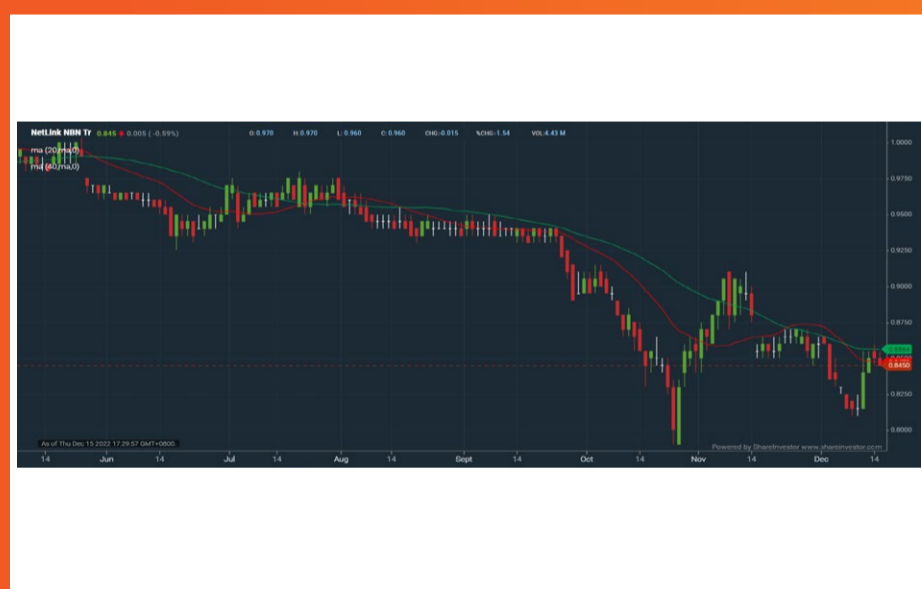 NetLink NBN Tr 0.845 0.005 (-0.59%) O:0.970 H:0.970 L: 0.960 C: 0.960 CHG:-0.015 %CHG:-1.54 VOL:4.43 M
ma (20,ma,0)
ma (40,ma,0)
1.0000
0.9750
0.9500
0.9250
0.9000
0.8750
0.8450
0.8250
0.8000
As of Thu Dec 15 2022 17:29:57 GMT+0800.
Powered by ShareInvestor www.shareinvestor.com
14 Jun 14 Jul 14 Aug 14 Sept 14 Oct 14 Nov 14 Dec 14